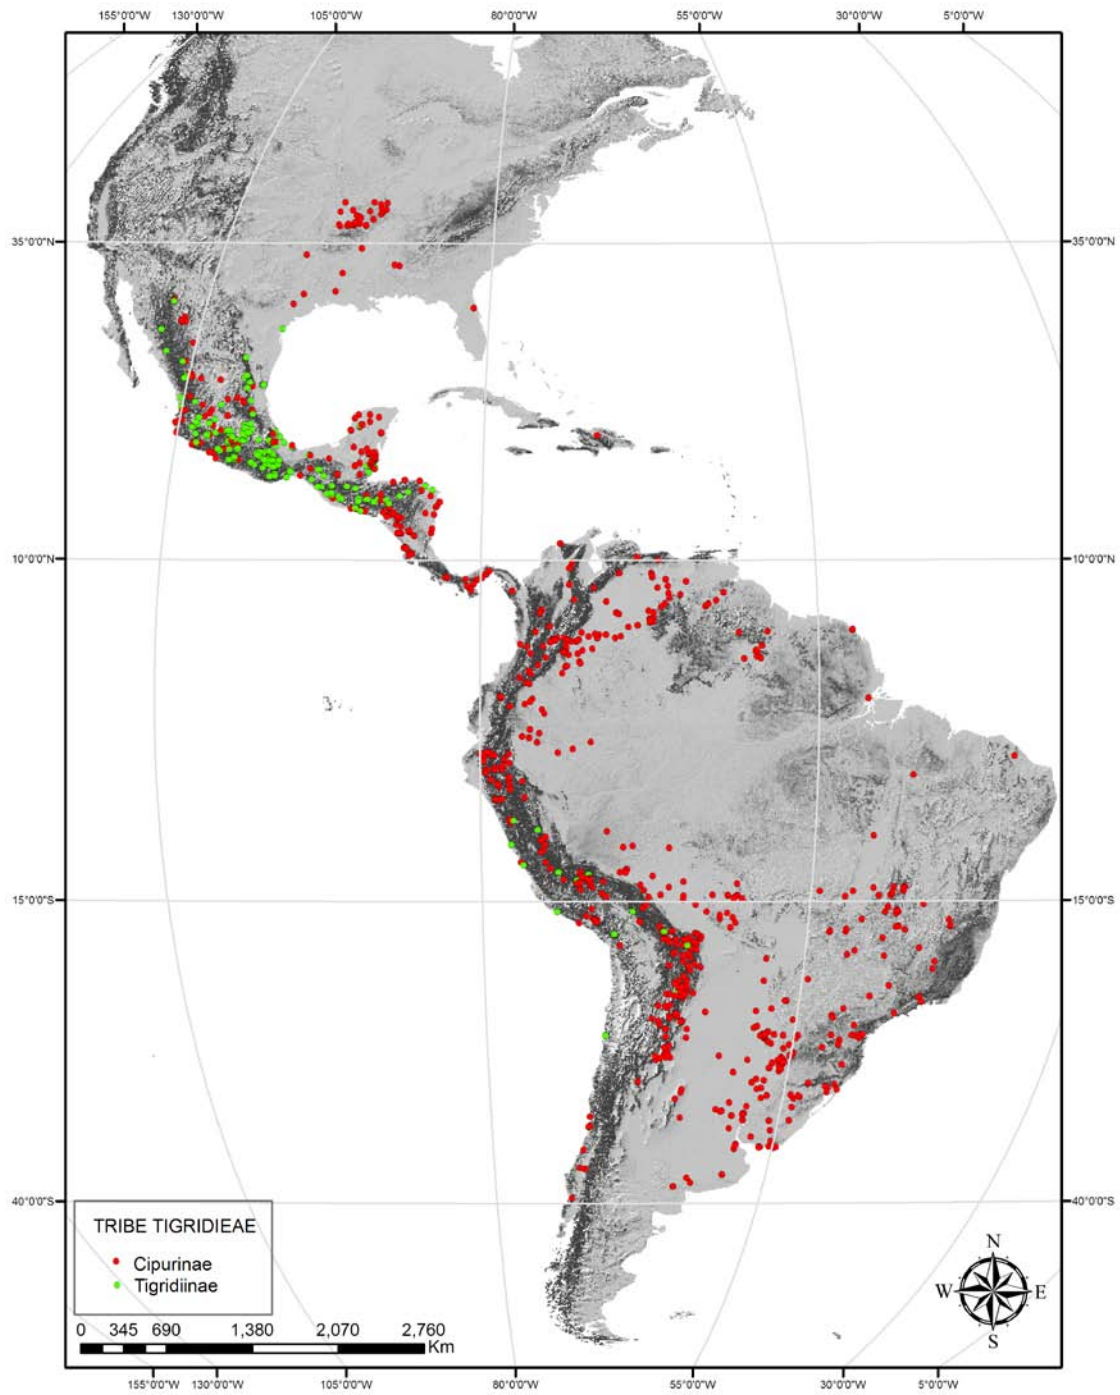 155°0'0"W 130°0'0"W 105°0'0"W 80°0'0"W 55°0'0"W 30°0'0"W 5°0'0"W
35°0'0"N 35°0'0"N
10°0'0"N 10°0'0"N
15°0'0"S 15°0'0"S
40°0'0"S 40°0'0"S
TRIBE TIGRIDIEAE
Cipurinae
Tigridiinae
N
W E
S
0 345 690 1,380 2,070 2,760
Km
155°0'0"W 130°0'0"W 105°0'0"W 80°0'0"W 55°0'0"W 30°0'0"W 5°0'0"W